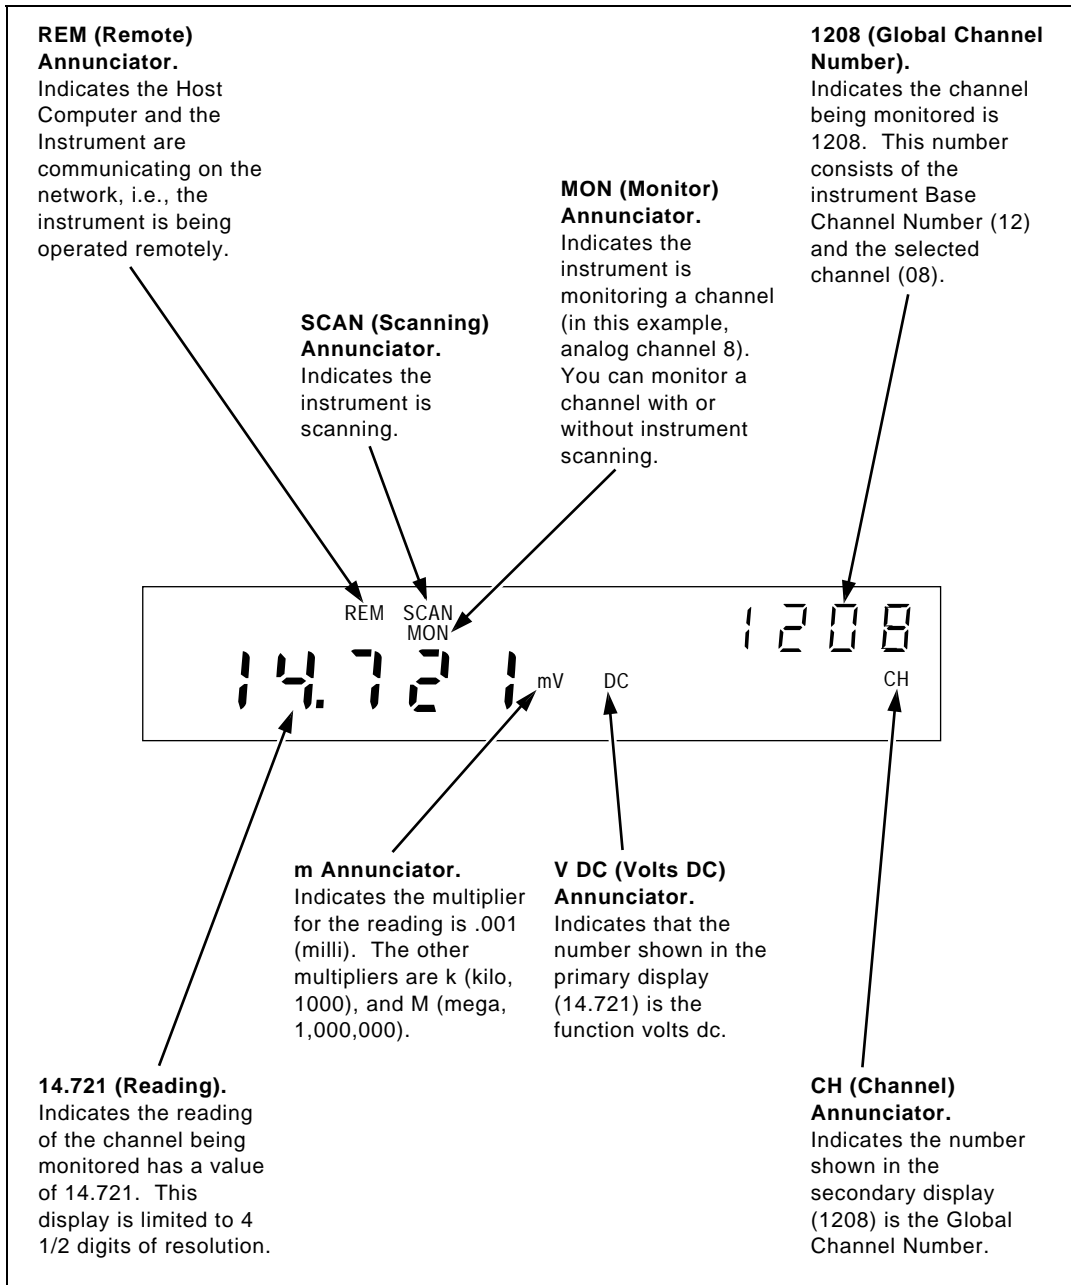 REM (Remote)
Annunciator.
Indicates the Host
Computer and the
Instrument are
communicating on the
network, i.e., the
instrument is being
operated remotely.
SCAN (Scanning)
Annunciator.
Indicates the
instrument is
scanning.
MON (Monitor)
Annunciator.
Indicates the
instrument is
monitoring a channel
(in this example,
analog channel 8).
You can monitor a
channel with or
without instrument
scanning.
1208 (Global Channel
Number).
Indicates the channel
being monitored is
1208. This number
consists of the
instrument Base
Channel Number (12)
and the selected
channel (08).
REM SCAN
MON
1208
14.721 mV DC
CH
m Annunciator.
Indicates the multiplier
for the reading is .001
(milli). The other
multipliers are k (kilo,
1000), and M (mega,
1,000,000).
V DC (Volts DC)
Annunciator.
Indicates that the
number shown in the
primary display
(14.721) is the
function volts dc.
14.721 (Reading).
Indicates the reading
of the channel being
monitored has a value
of 14.721. This
display is limited to 4
1/2 digits of resolution.
CH (Channel)
Annunciator.
Indicates the number
shown in the
secondary display
(1208) is the Global
Channel Number.